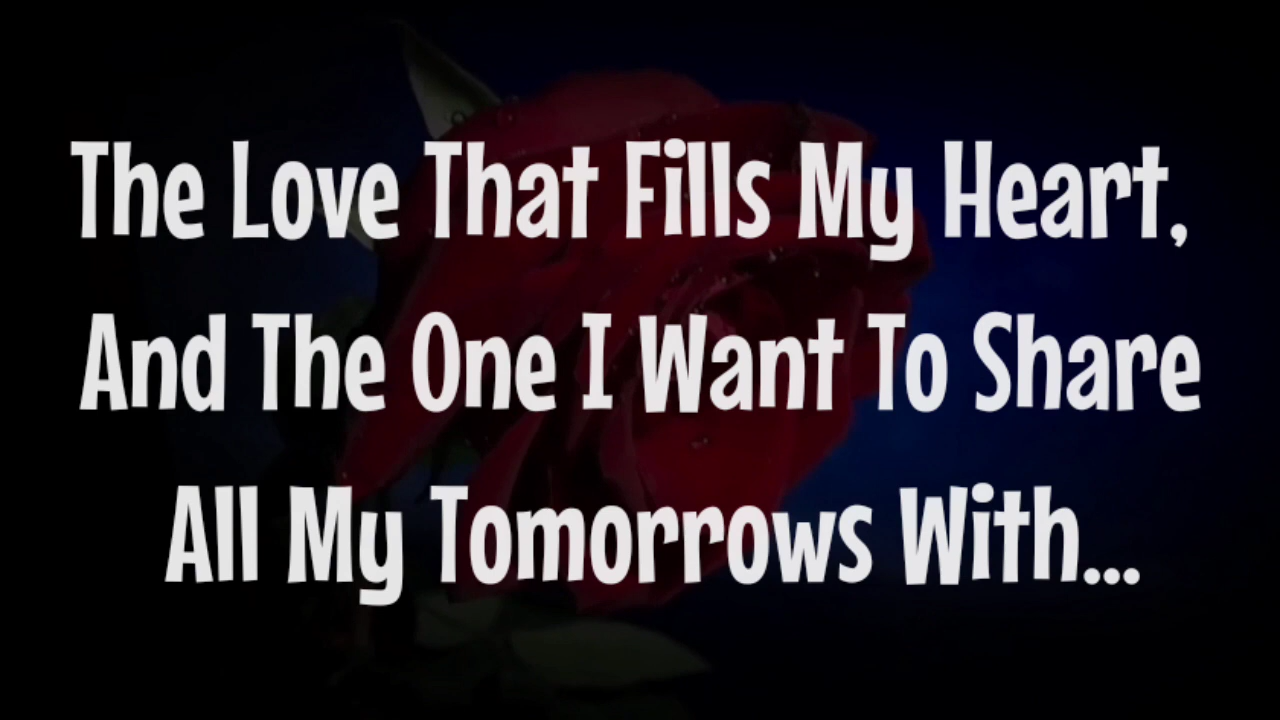 The Love That Fills My Heart,
And The One I Want To Share
All My Tomorrows With...